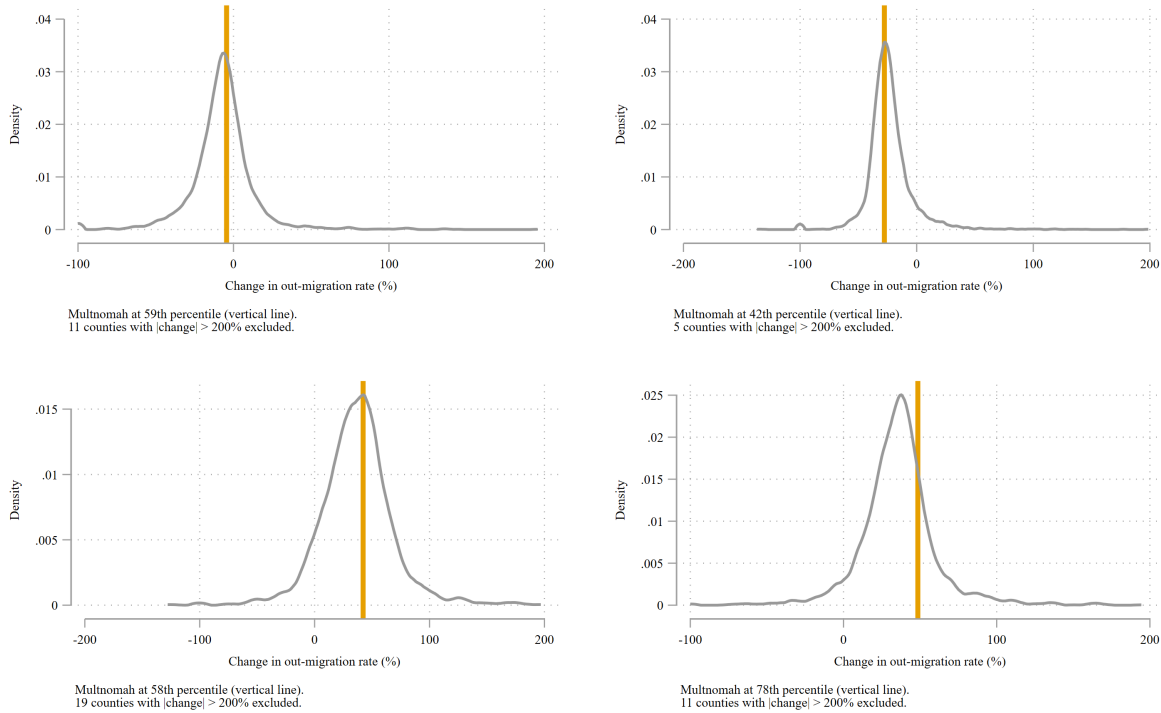 .04
.03
.02
.01
0
Density
-100 0 100 200
Change in out-migration rate (%)
Multnomah at 59th percentile (vertical line).
11 counties with |change| > 200% excluded.
.04
.03
.02
.01
0
Density
-200 -100 0 100 200
Change in out-migration rate (%)
Multnomah at 42th percentile (vertical line).
5 counties with |change| > 200% excluded.
.015
.01
.005
0
Density
-200 -100 0 100 200
Change in out-migration rate (%)
Multnomah at 58th percentile (vertical line).
19 counties with |change| > 200% excluded.
.025
.02
.015
.01
.005
0
Density
-100 0 100 200
Change in out-migration rate (%)
Multnomah at 78th percentile (vertical line).
11 counties with |change| > 200% excluded.